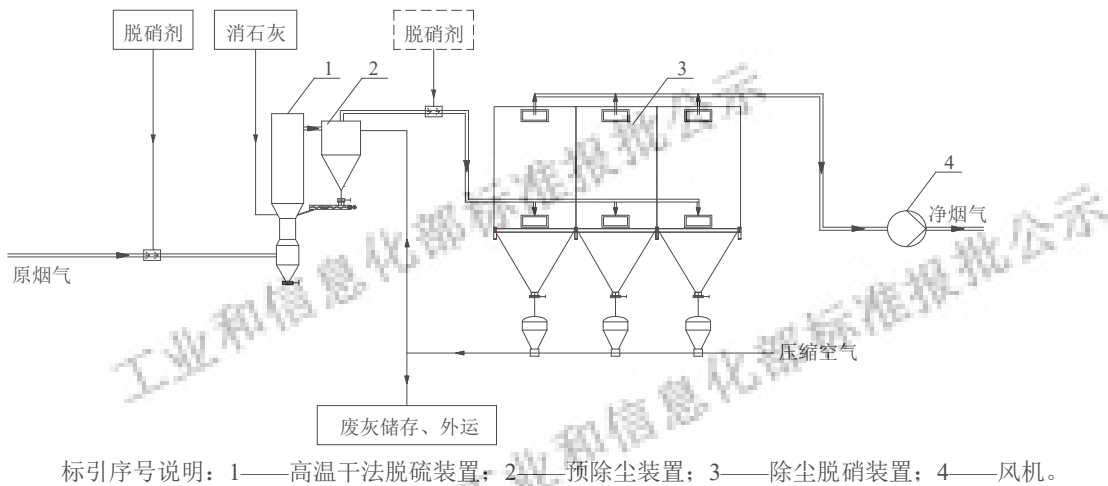 脱硝剂 消石灰 脱硝剂
1 2 3
4
净烟气
原烟气
压缩空气
废灰储存、外运
标引序号说明：1——高温干法脱硫装置；2——预除尘装置；3——除尘脱硝装置；4——风机。
工业和信息化部标准报批公示
工业和信息化部标准报批公示